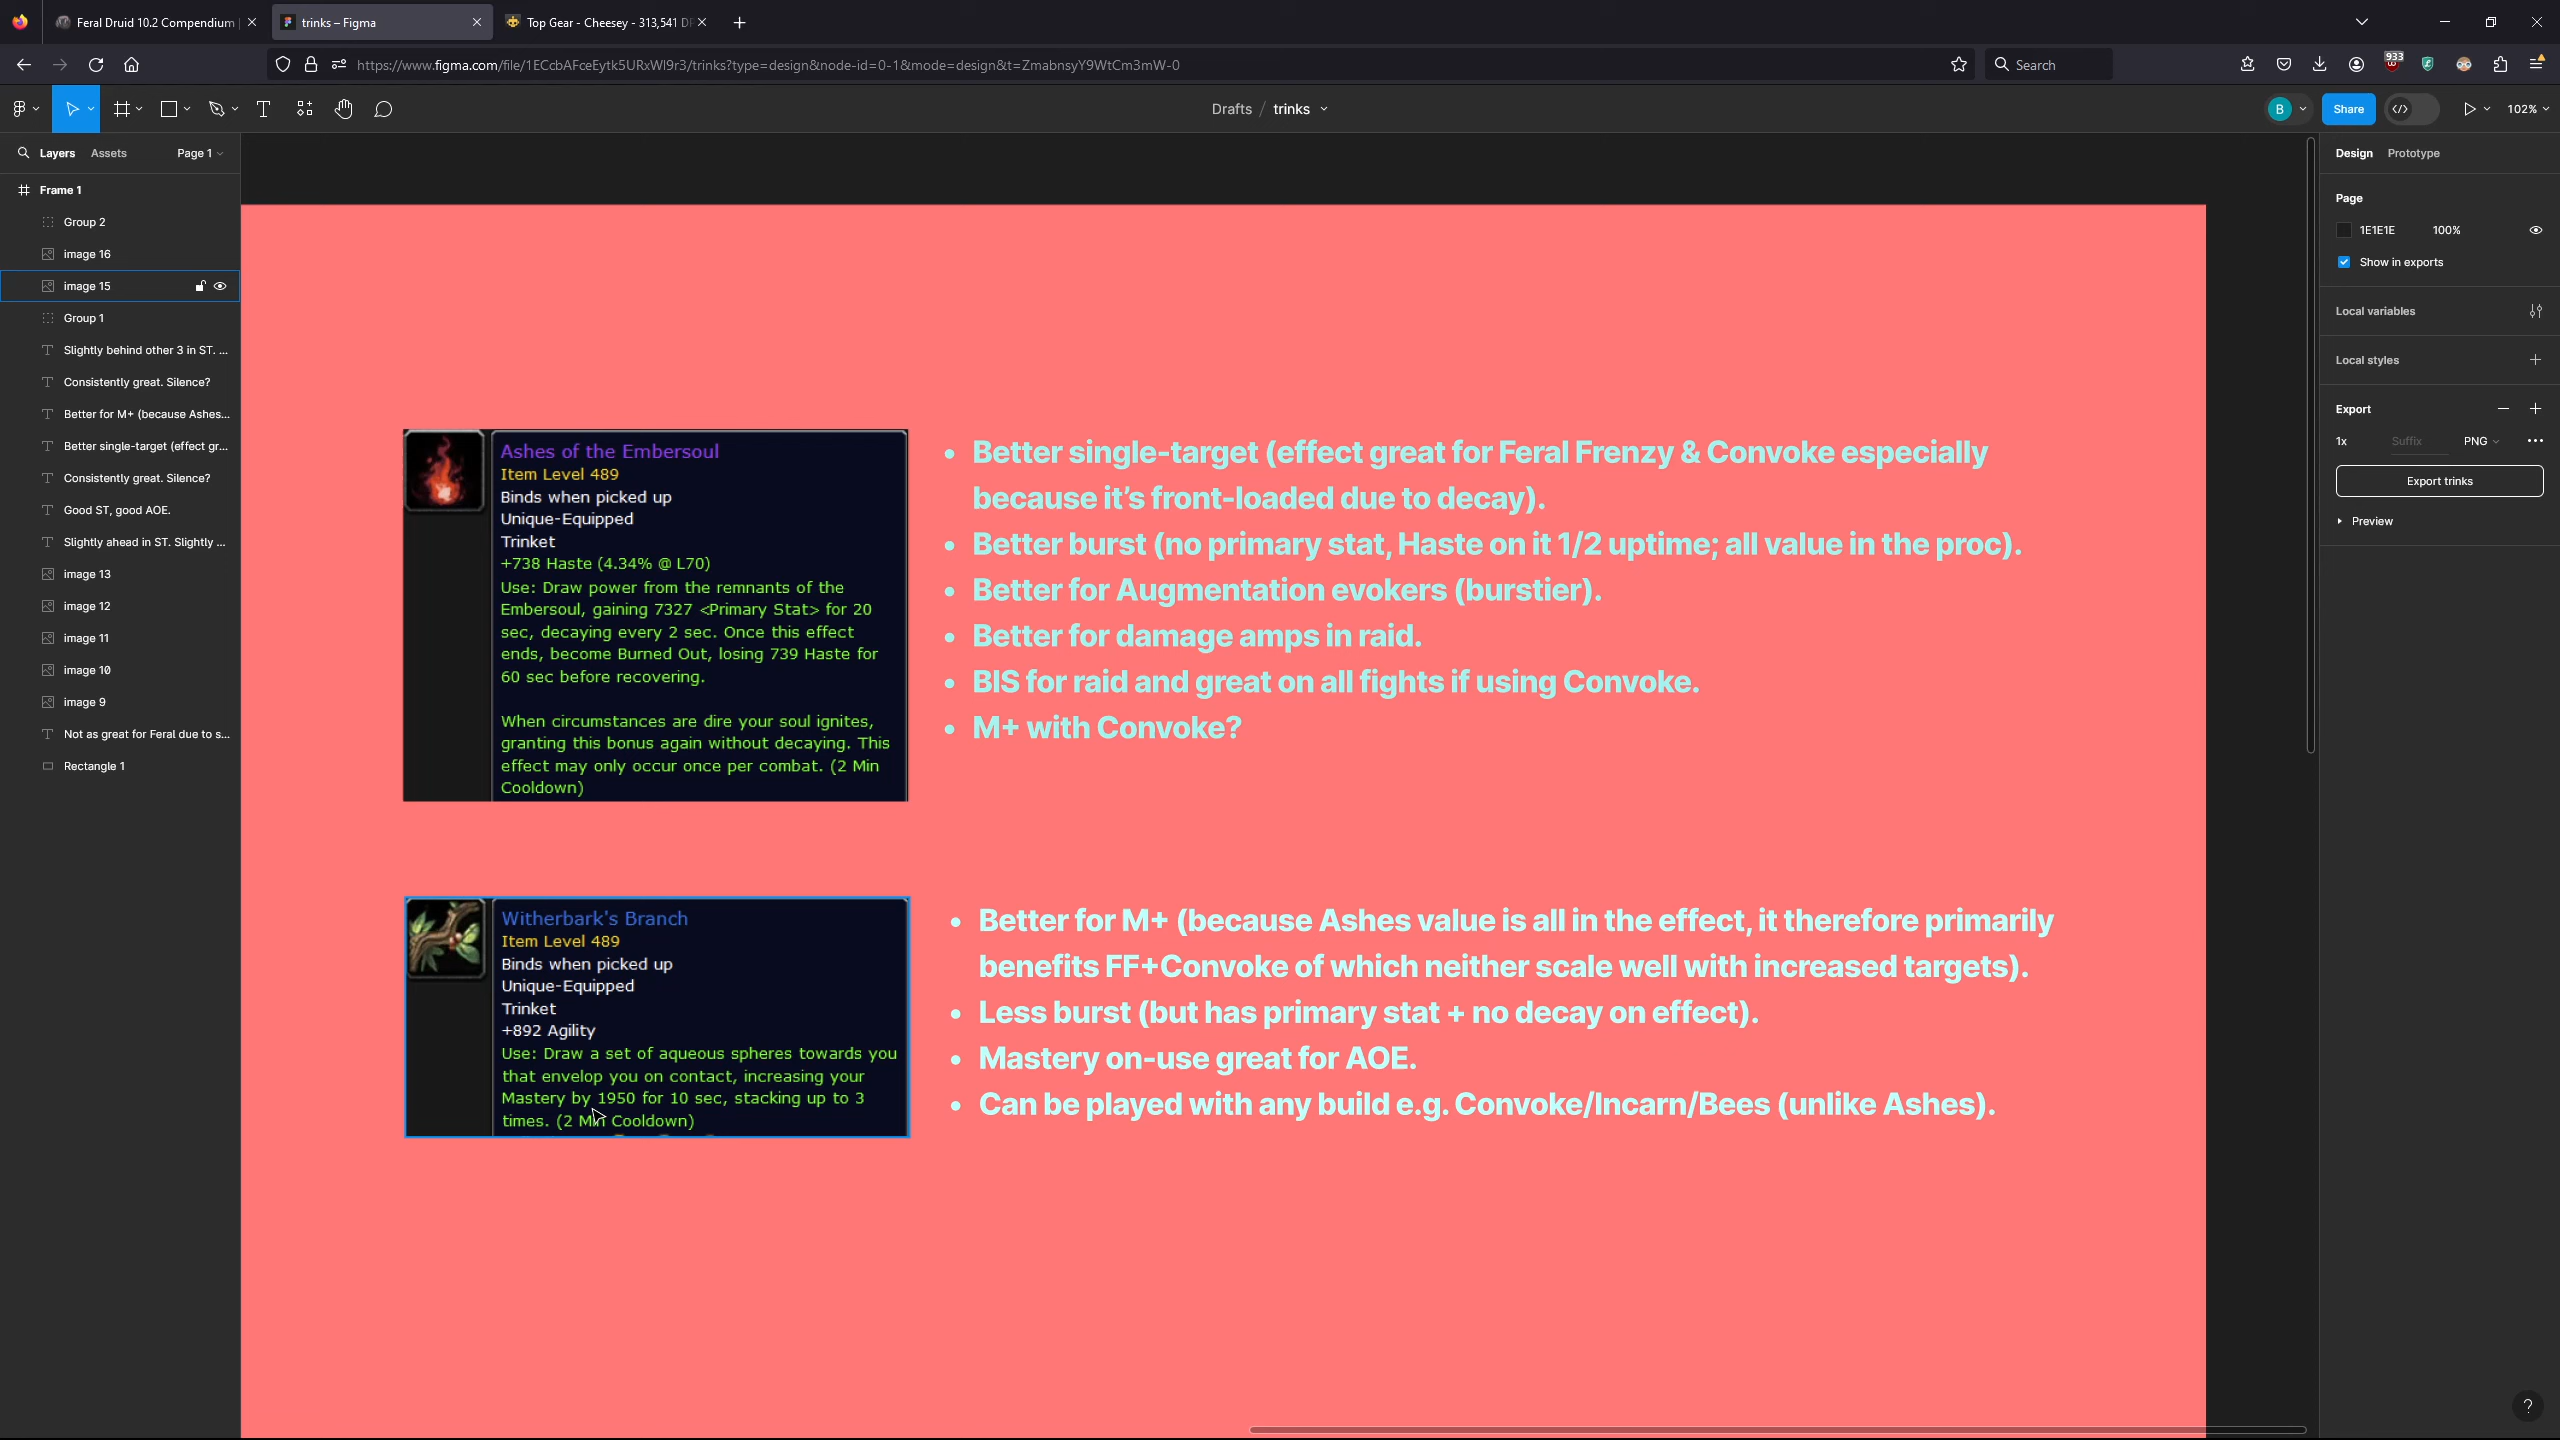 Feral Druid 10.2 Compendium
trinks – Figma
Top Gear - Cheesey - 313,541 D
https://www.figma.com/file/1ECcbAFceEytk5URxWl9r3/trinks?type=design&node-id=0-1&mode=design&t=ZmabnsyY9WtCm3mW-0
Search
933
Drafts / trinks
B
Share
102%
Layers
Assets
Page 1
Frame 1
Group 2
image 16
image 15
Group 1
Slightly behind other 3 in ST. ...
Consistently great. Silence?
Better for M+ (because Ashes...
Better single-target (effect gr...
Consistently great. Silence?
Good ST, good AOE.
Slightly ahead in ST. Slightly ...
image 13
image 12
image 11
image 10
image 9
Not as great for Feral due to s...
Rectangle 1
Ashes of the Embersoul
Item Level 489
Binds when picked up
Unique-Equipped
Trinket
+738 Haste (4.34% @ L70)
Use: Draw power from the remnants of the
Embersoul, gaining 7327 <Primary Stat> for 20
sec, decaying every 2 sec. Once this effect
ends, become Burned Out, losing 739 Haste for
60 sec before recovering.
When circumstances are dire your soul ignites,
granting this bonus again without decaying. This
effect may only occur once per combat. (2 Min
Cooldown)
• Better single-target (effect great for Feral Frenzy & Convoke especially
because it’s front-loaded due to decay).
• Better burst (no primary stat, Haste on it 1/2 uptime; all value in the proc).
• Better for Augmentation evokers (burstier).
• Better for damage amps in raid.
• BIS for raid and great on all fights if using Convoke.
• M+ with Convoke?
Witherbark's Branch
Item Level 489
Binds when picked up
Unique-Equipped
Trinket
+892 Agility
Use: Draw a set of aqueous spheres towards you
that envelop you on contact, increasing your
Mastery by 1950 for 10 sec, stacking up to 3
times. (2 Min Cooldown)
• Better for M+ (because Ashes value is all in the effect, it therefore primarily
benefits FF+Convoke of which neither scale well with increased targets).
• Less burst (but has primary stat + no decay on effect).
• Mastery on-use great for AOE.
• Can be played with any build e.g. Convoke/Incarn/Bees (unlike Ashes).
Design
Prototype
Page
1E1E1E
100%
Show in exports
Local variables
Local styles
Export
1x
Suffix
PNG
Export trinks
Preview
?